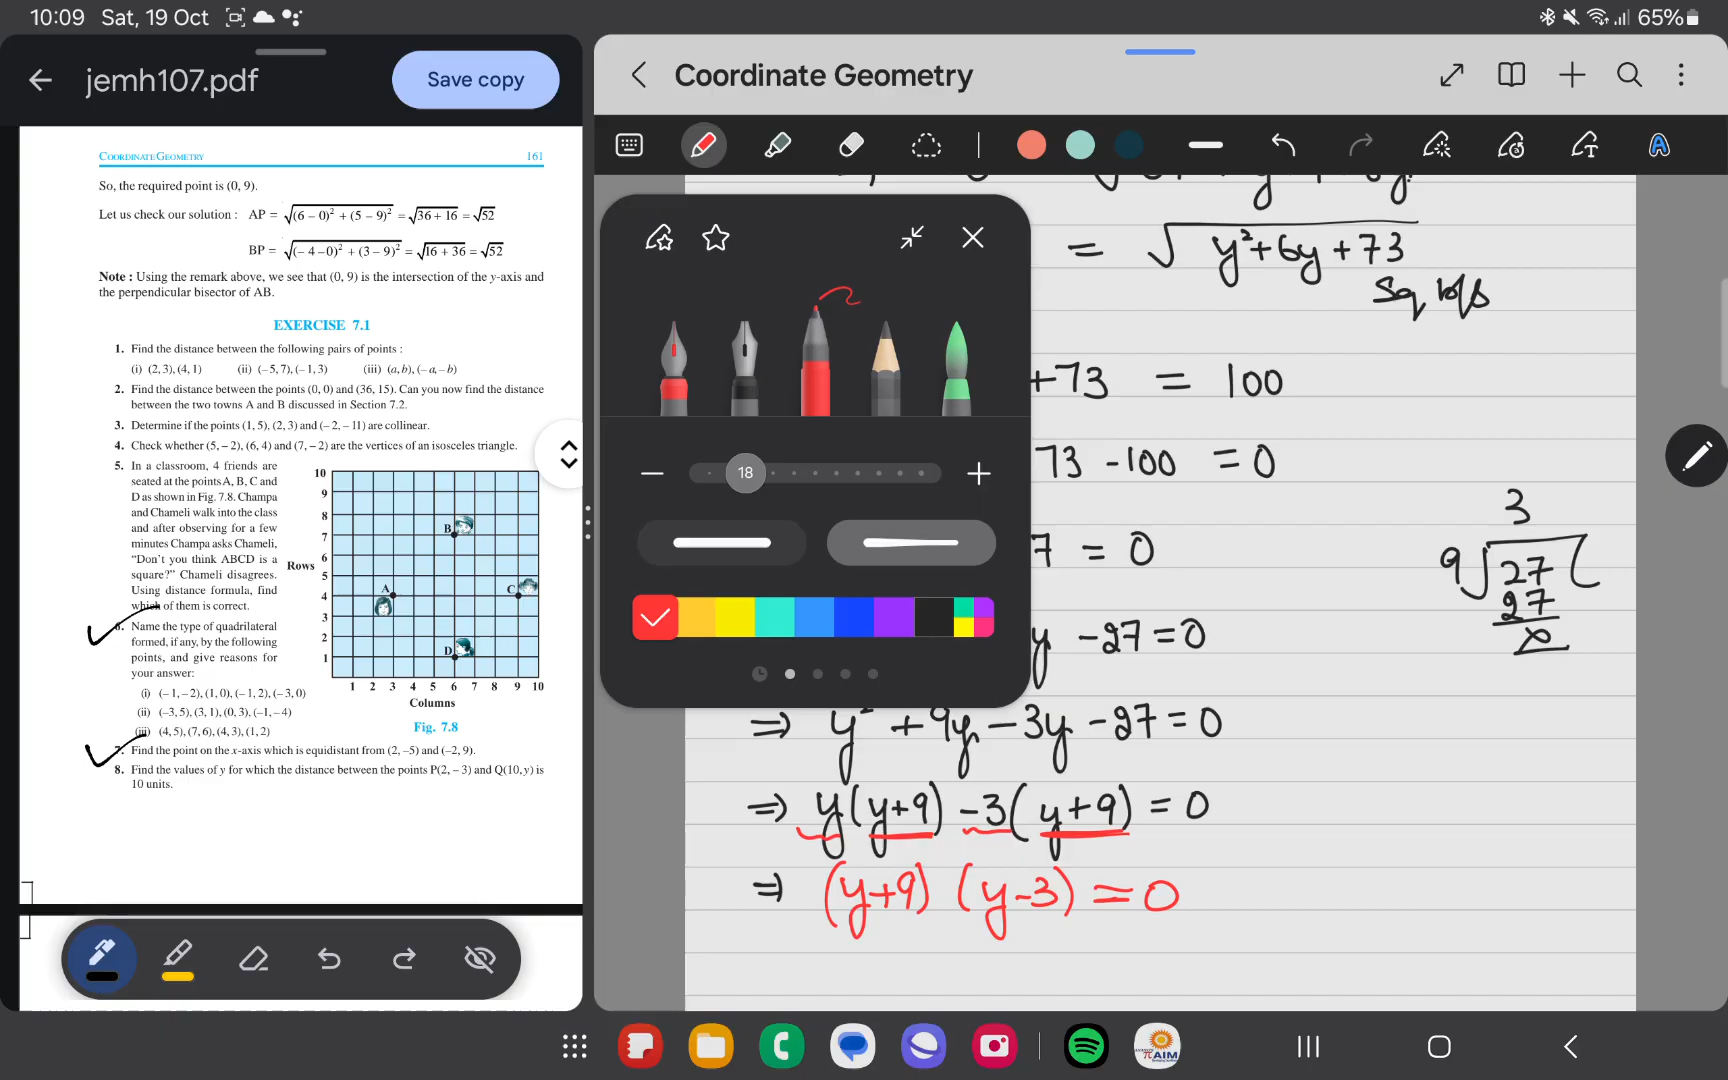 10:09 Sat, 19 Oct
65%
jemh107.pdf
Save copy
COORDINATE GEOMETRY 161
So, the required point is (0, 9).
Let us check our solution : AP = √(6 – 0)² + (5 – 9)² = √36 + 16 = √52
BP = √(– 4 –0)² + (3 – 9)² = √16 + 36 = √52
Note : Using the remark above, we see that (0, 9) is the intersection of the y-axis and
the perpendicular bisector of AB.
EXERCISE 7.1
1. Find the distance between the following pairs of points :
(i) (2, 3), (4, 1) (ii) (– 5, 7), (– 1, 3) (iii) (a, b), (– a, – b)
2. Find the distance between the points (0, 0) and (36, 15). Can you now find the distance
between the two towns A and B discussed in Section 7.2.
3. Determine if the points (1, 5), (2, 3) and (– 2, – 11) are collinear.
4. Check whether (5, – 2), (6, 4) and (7, – 2) are the vertices of an isosceles triangle.
5. In a classroom, 4 friends are
seated at the points A, B, C and
D as shown in Fig. 7.8. Champa
and Chameli walk into the class
and after observing for a few
minutes Champa asks Chameli,
“Don’t you think ABCD is a
square?” Chameli disagrees.
Using distance formula, find
which of them is correct.
6. Name the type of quadrilateral
formed, if any, by the following
points, and give reasons for
your answer:
(i) (– 1, – 2), (1, 0), (– 1, 2), (– 3, 0)
(ii) (–3, 5), (3, 1), (0, 3), (–1, – 4)
(iii) (4, 5), (7, 6), (4, 3), (1, 2)
7. Find the point on the x-axis which is equidistant from (2, –5) and (–2, 9).
8. Find the values of y for which the distance between the points P(2, – 3) and Q(10, y) is
10 units.
10
9
8
7
6
5
4
3
2
1
Rows
A
B
C
D
1 2 3 4 5 6 7 8 9 10
Columns
Fig. 7.8
Coordinate Geometry
18
= √y²+6y+73
Sq
+73 = 100
73 -100 = 0
7 = 0
y -27 = 0
⇒ y² + 9y - 3y - 27 = 0
⇒ y(y+9) -3(y+9) = 0
⇒ (y+9) (y-3) = 0
3
9√27(
27
x
πAIM